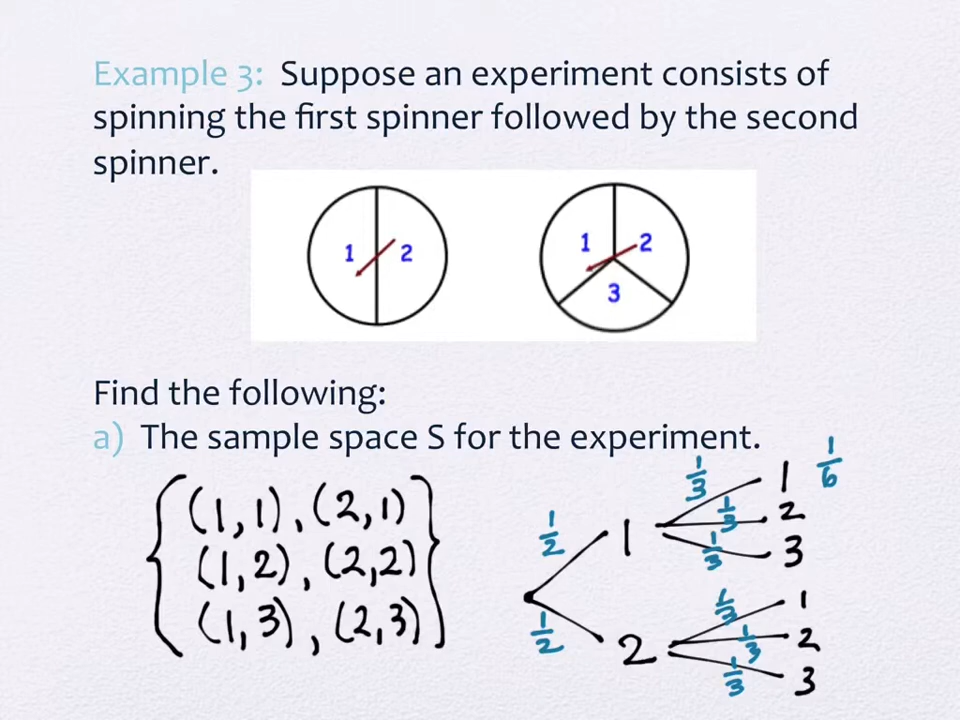 Example 3: Suppose an experiment consists of
spinning the first spinner followed by the second
spinner.
1 2
1 2
3
Find the following:
a) The sample space S for the experiment.
{ (1,1), (2,1)
(1,2), (2,2)
(1,3), (2,3) }
1/2 1 1/3 1 1/6
1/3 2
1/3 3
1/2 2 1/3 1
1/3 2
1/3 3